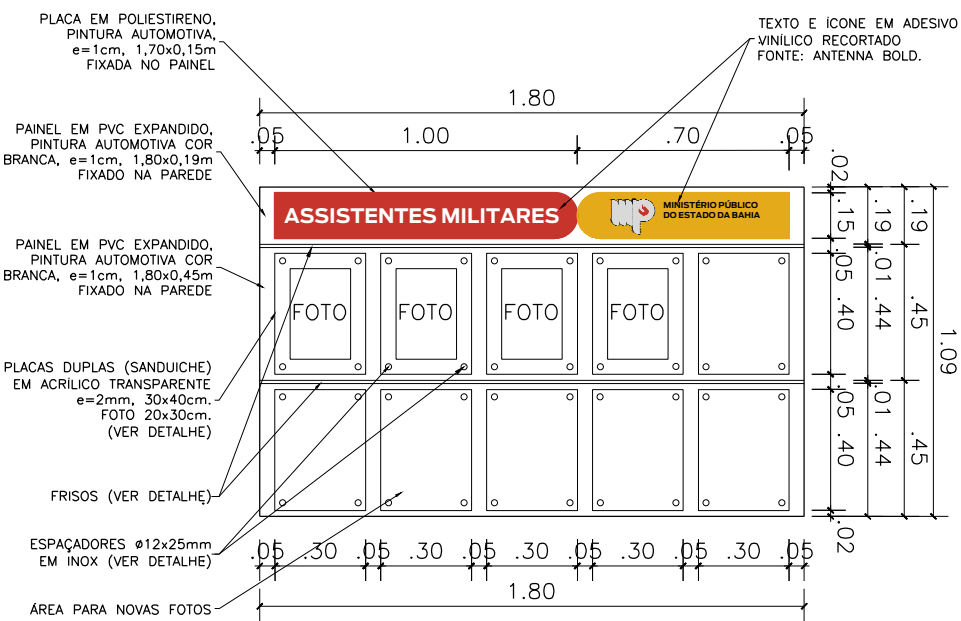 PLACA EM POLIESTIRENO,
PINTURA AUTOMOTIVA,
e=1cm, 1,70x0,15m
FIXADA NO PAINEL
TEXTO E ÍCONE EM ADESIVO
VINÍLICO RECORTADO
FONTE: ANTENNA BOLD.
1.80
.05 1.00 .70 .05
PAINEL EM PVC EXPANDIDO,
PINTURA AUTOMOTIVA COR
BRANCA, e=1cm, 1,80x0,19m
FIXADO NA PAREDE
ASSISTENTES MILITARES
MINISTÉRIO PÚBLICO
DO ESTADO DA BAHIA
.02
.15 .19 .19
PAINEL EM PVC EXPANDIDO,
PINTURA AUTOMOTIVA COR
BRANCA, e=1cm, 1,80x0,45m
FIXADO NA PAREDE
FOTO FOTO FOTO FOTO
.05 .01
.40 .44 .45
1.09
PLACAS DUPLAS (SANDUICHE)
EM ACRÍLICO TRANSPARENTE
e=2mm, 30x40cm.
FOTO 20x30cm.
(VER DETALHE)
.05 .01
.40 .44 .45
FRISOS (VER DETALHE)
.02
ESPAÇADORES ø12x25mm
EM INOX (VER DETALHE)
.05 .30 .05 .30 .05 .30 .05 .30 .05 .30 .05
1.80
ÁREA PARA NOVAS FOTOS